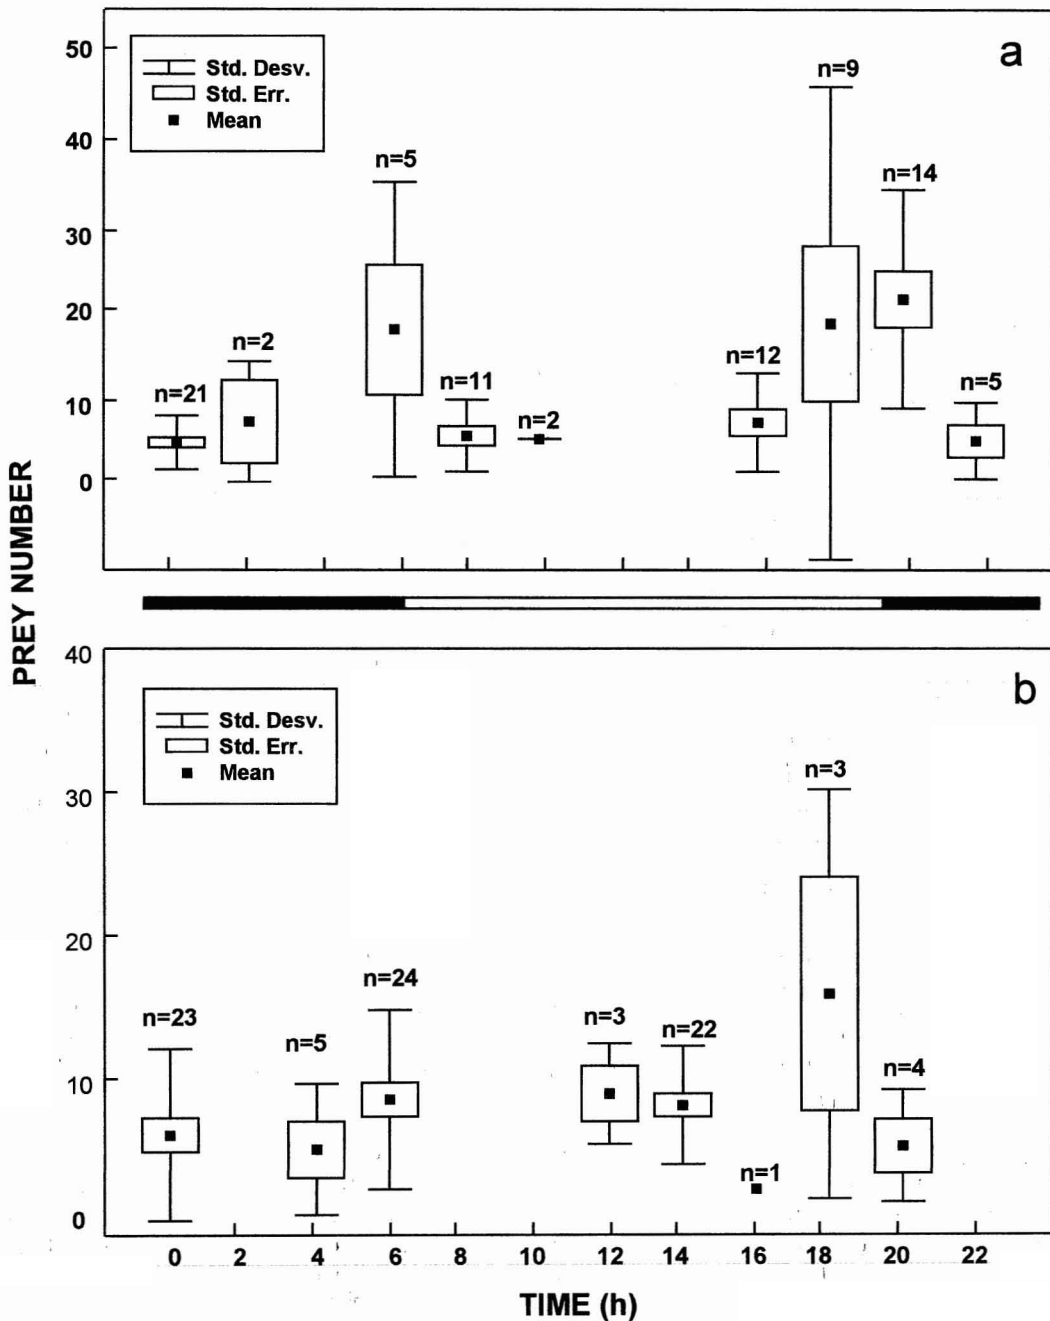 a
50
40
30
20
10
0
Std. Desv.
Std. Err.
Mean
n=21
n=2
n=5
n=11
n=2
n=12
n=9
n=14
n=5
PREY NUMBER
b
40
30
20
10
0
Std. Desv.
Std. Err.
Mean
n=23
n=5
n=24
n=3
n=22
n=1
n=3
n=4
0 2 4 6 8 10 12 14 16 18 20 22
TIME (h)